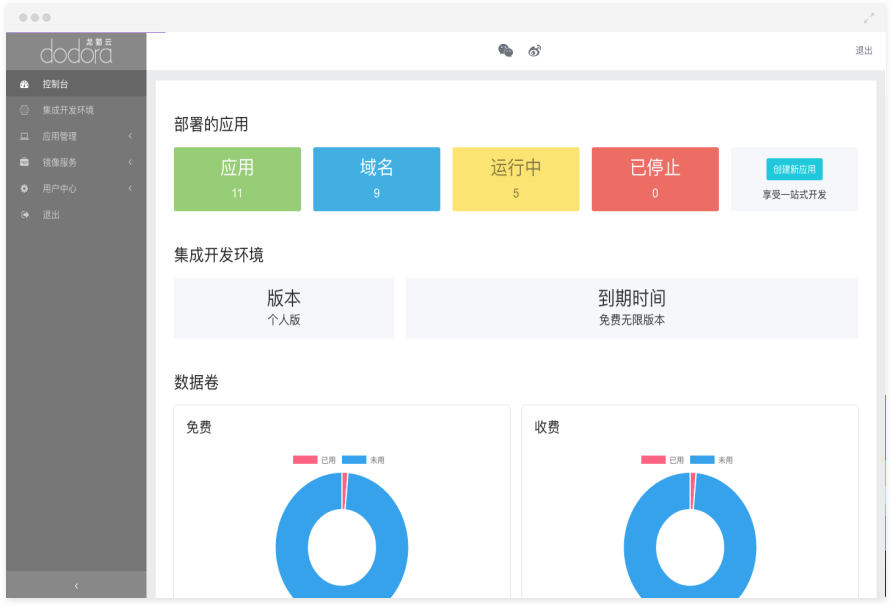 龙勤云
dodora
退出
控制台
集成开发环境
应用管理
镜像服务
用户中心
退出
部署的应用
应用
11
域名
9
运行中
5
已停止
0
创建新应用
享受一站式开发
集成开发环境
版本
个人版
到期时间
免费无限版本
数据卷
免费
已用 未用
收费
已用 未用